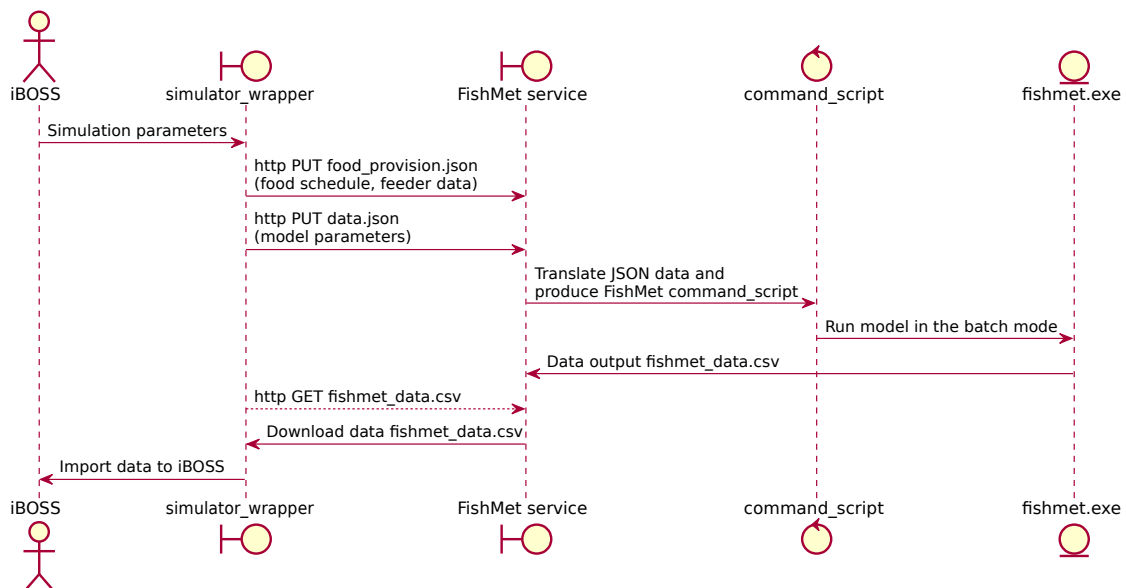 iBOSS
simulator_wrapper
FishMet service
command_script
fishmet.exe
Simulation parameters
http PUT food_provision.json
(food schedule, feeder data)
http PUT data.json
(model parameters)
Translate JSON data and
produce FishMet command_script
Run model in the batch mode
Data output fishmet_data.csv
http GET fishmet_data.csv
Download data fishmet_data.csv
Import data to iBOSS
iBOSS
simulator_wrapper
FishMet service
command_script
fishmet.exe